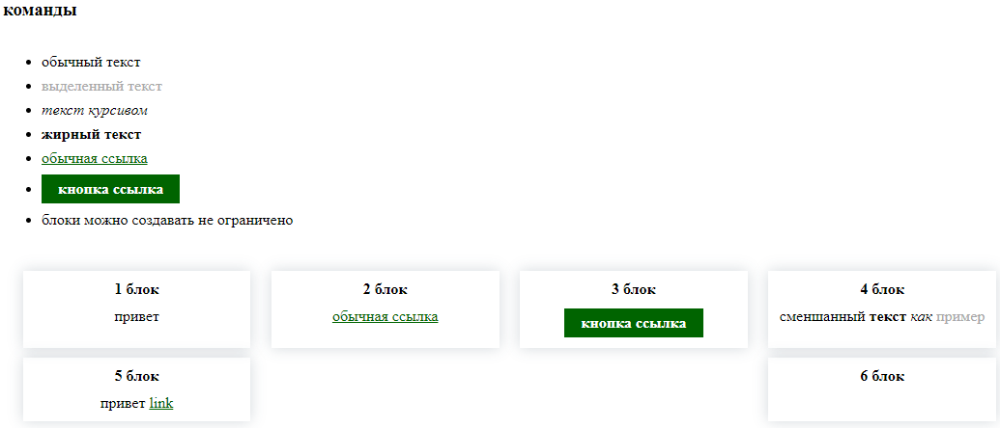 команды
обычный текст
выделенный текст
текст курсивом
жирный текст
обычная ссылка
кнопка ссылка
блоки можно создавать не ограничено
1 блок
привет
2 блок
обычная ссылка
3 блок
кнопка ссылка
4 блок
сменшанный текст как пример
5 блок
привет link
6 блок